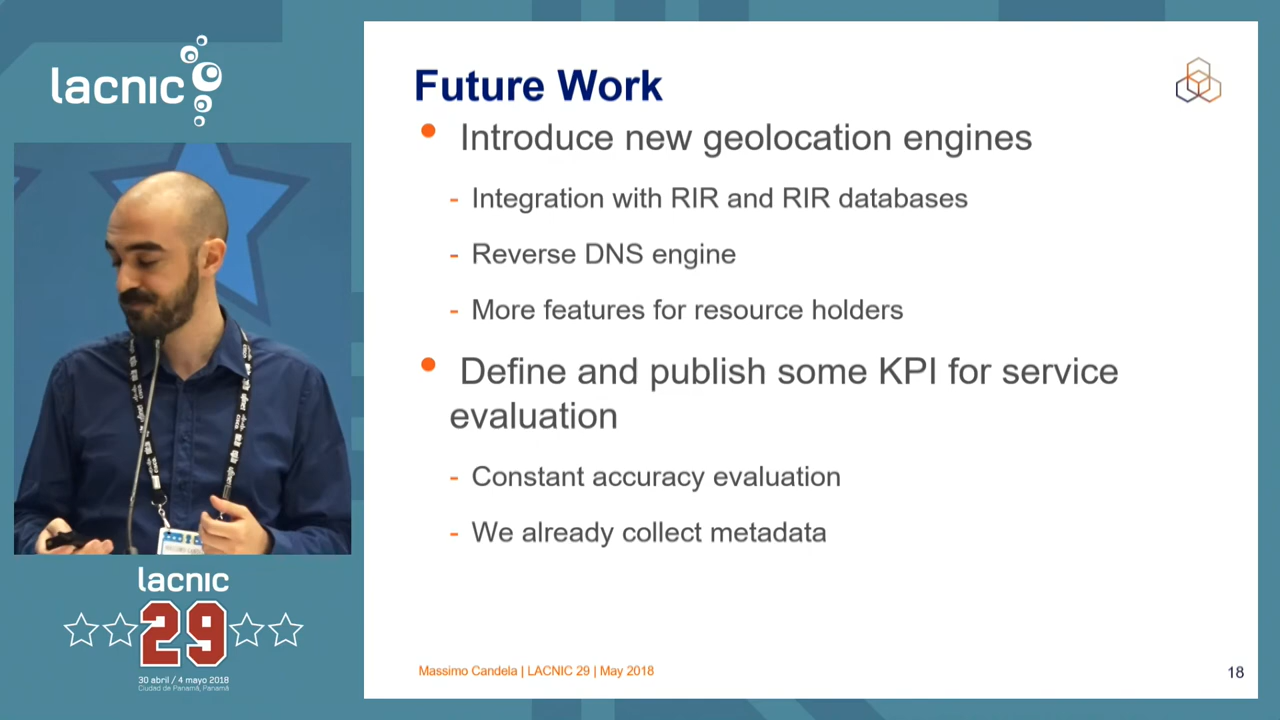 lacnic
Future Work
• Introduce new geolocation engines
- Integration with RIR and RIR databases
- Reverse DNS engine
- More features for resource holders
• Define and publish some KPI for service
evaluation
- Constant accuracy evaluation
- We already collect metadata
lacnic
29
30 abril / 4 mayo 2018
Ciudad de Panamá, Panamá
Massimo Candela | LACNIC 29 | May 2018
18